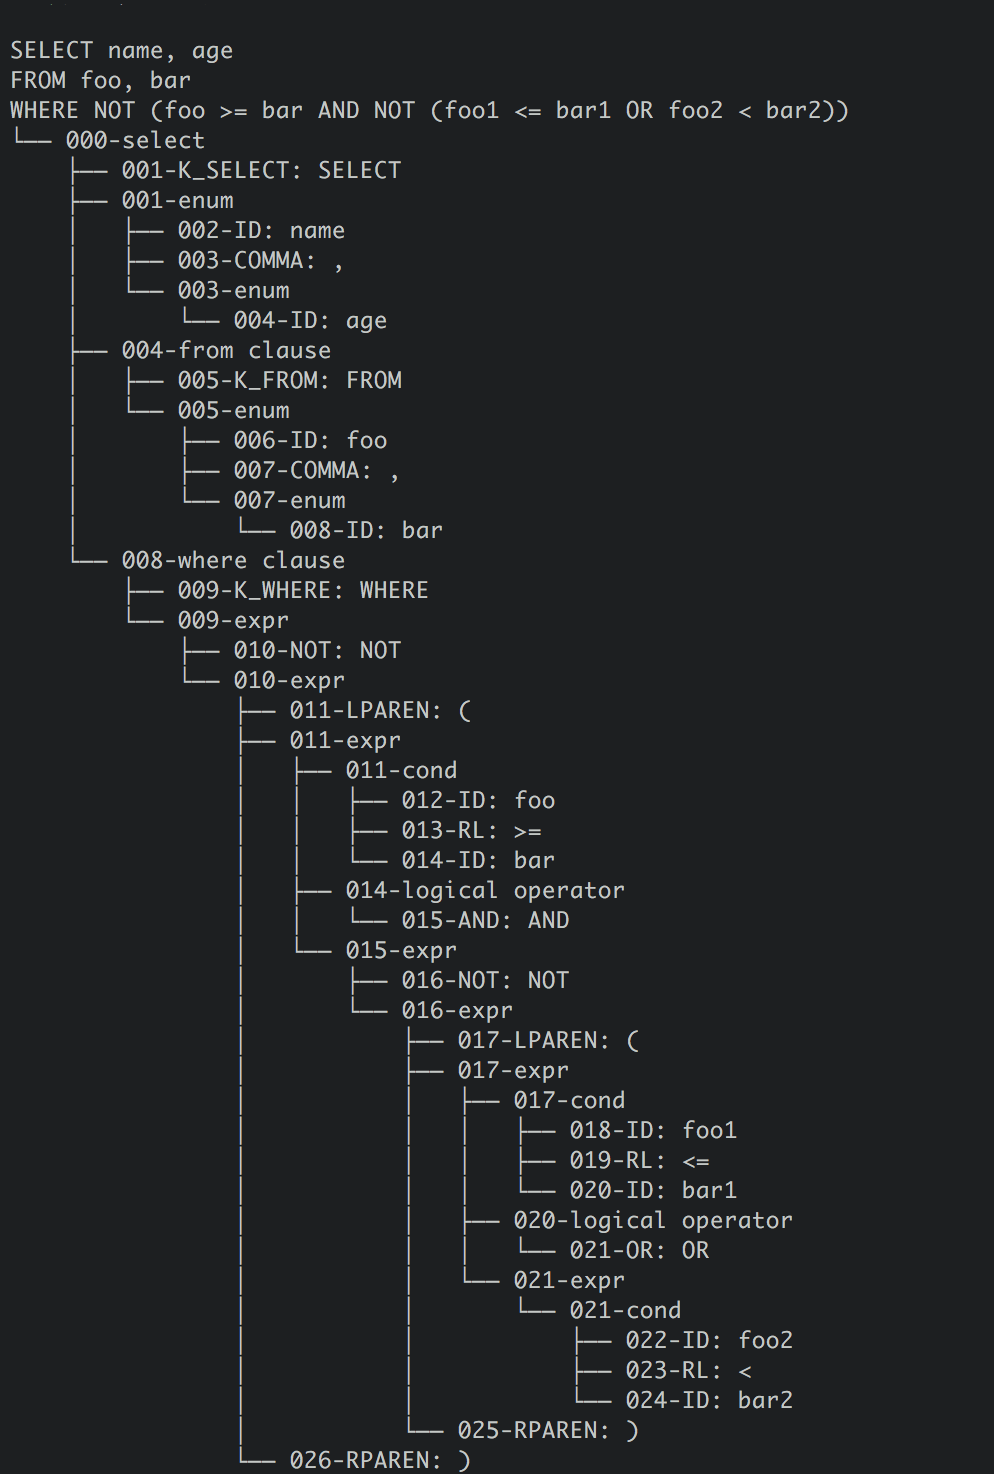 SELECT name, age
FROM foo, bar
WHERE NOT (foo >= bar AND NOT (foo1 <= bar1 OR foo2 < bar2))
└── 000-select
    ├── 001-K_SELECT: SELECT
    ├── 001-enum
    │   ├── 002-ID: name
    │   ├── 003-COMMA: ,
    │   └── 003-enum
    │       └── 004-ID: age
    ├── 004-from clause
    │   ├── 005-K_FROM: FROM
    │   └── 005-enum
    │       ├── 006-ID: foo
    │       ├── 007-COMMA: ,
    │       └── 007-enum
    │           └── 008-ID: bar
    └── 008-where clause
        ├── 009-K_WHERE: WHERE
        └── 009-expr
            ├── 010-NOT: NOT
            └── 010-expr
                ├── 011-LPAREN: (
                ├── 011-expr
                │   ├── 011-cond
                │   │   ├── 012-ID: foo
                │   │   ├── 013-RL: >=
                │   │   └── 014-ID: bar
                │   ├── 014-logical operator
                │   │   └── 015-AND: AND
                │   └── 015-expr
                │       ├── 016-NOT: NOT
                │       └── 016-expr
                │           ├── 017-LPAREN: (
                │           ├── 017-expr
                │           │   ├── 017-cond
                │           │   │   ├── 018-ID: foo1
                │           │   │   ├── 019-RL: <=
                │           │   │   └── 020-ID: bar1
                │           │   ├── 020-logical operator
                │           │   │   └── 021-OR: OR
                │           │   └── 021-expr
                │           │       └── 021-cond
                │           │           ├── 022-ID: foo2
                │           │           ├── 023-RL: <
                │           │           └── 024-ID: bar2
                │           └── 025-RPAREN: )
                └── 026-RPAREN: )